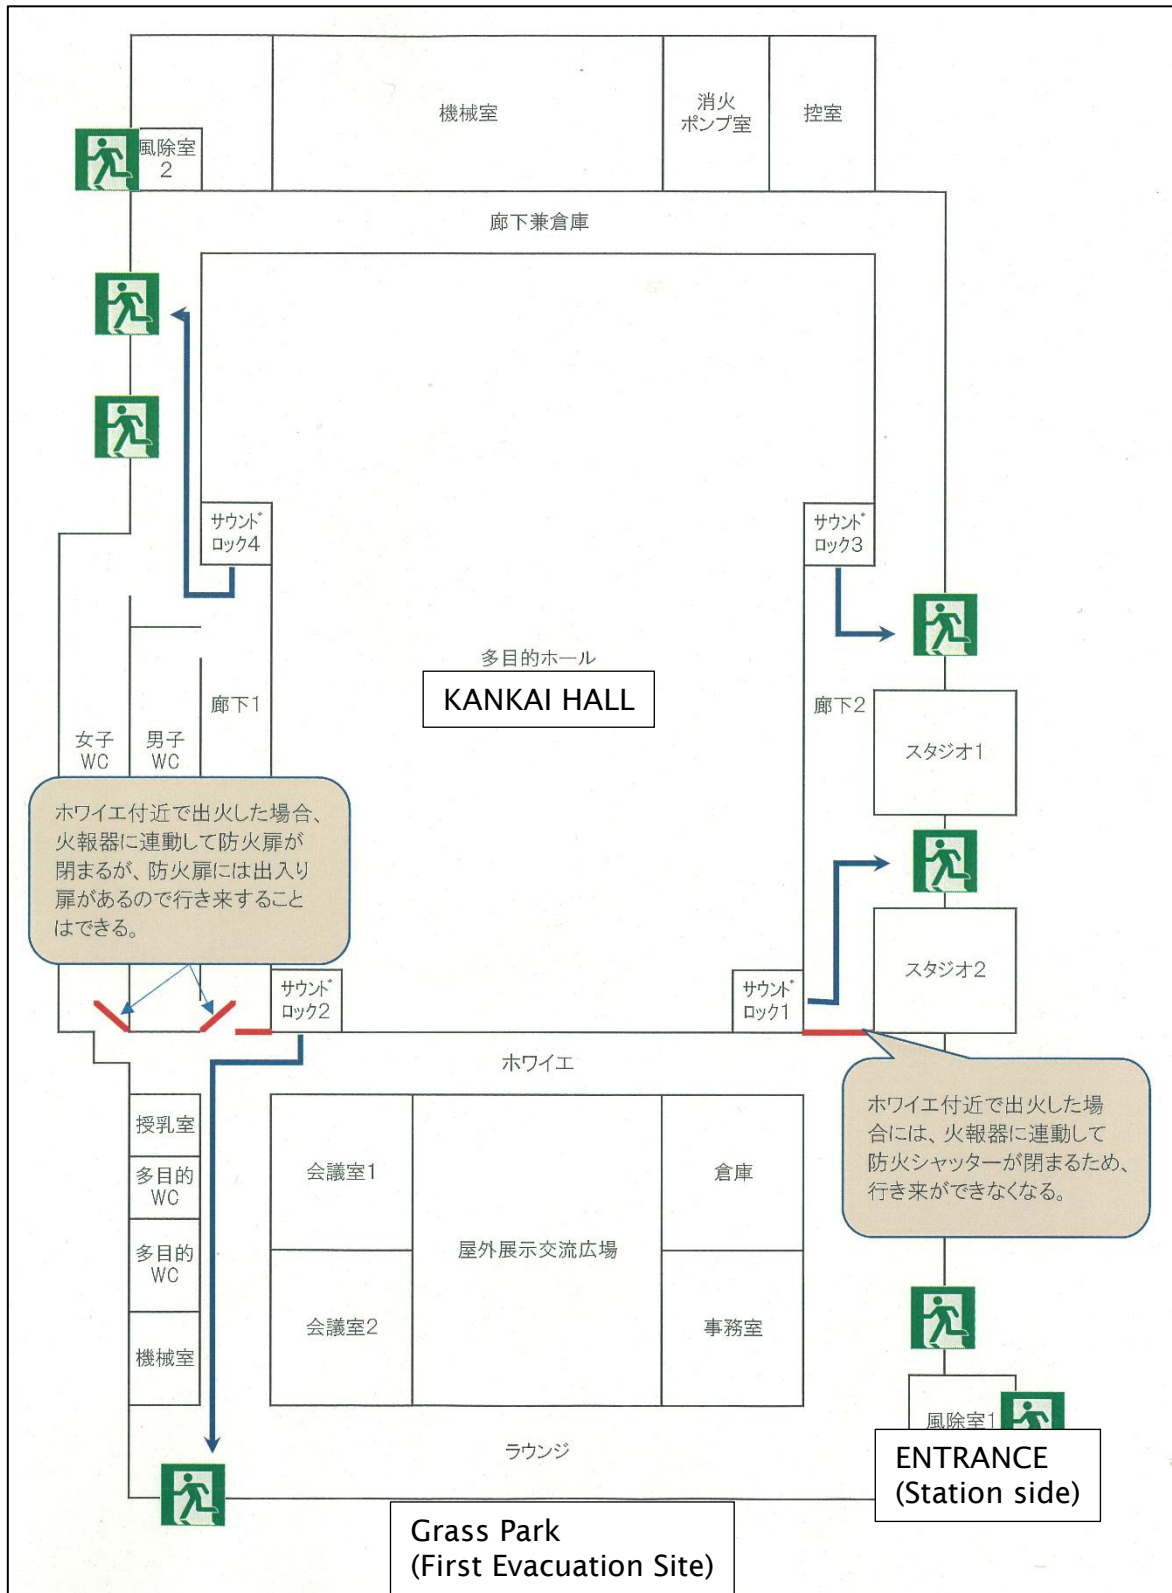 機械室
消火
ポンプ室
控室
風除室
2
廊下兼倉庫
サウンド
ロック4
サウンド
ロック3
多目的ホール
KANKAI HALL
廊下1
廊下2
女子
WC
男子
WC
スタジオ1
ホワイエ付近で出火した場合、
火報器に連動して防火扉が
閉まるが、防火扉には出入り
扉があるので行き来すること
はできる。
スタジオ2
サウンド
ロック2
サウンド
ロック1
ホワイエ
ホワイエ付近で出火した場
合には、火報器に連動して
防火シャッターが閉まるため、
行き来ができなくなる。
授乳室
多目的
WC
多目的
WC
機械室
会議室1
会議室2
屋外展示交流広場
倉庫
事務室
風除室1
ラウンジ
ENTRANCE
(Station side)
Grass Park
(First Evacuation Site)